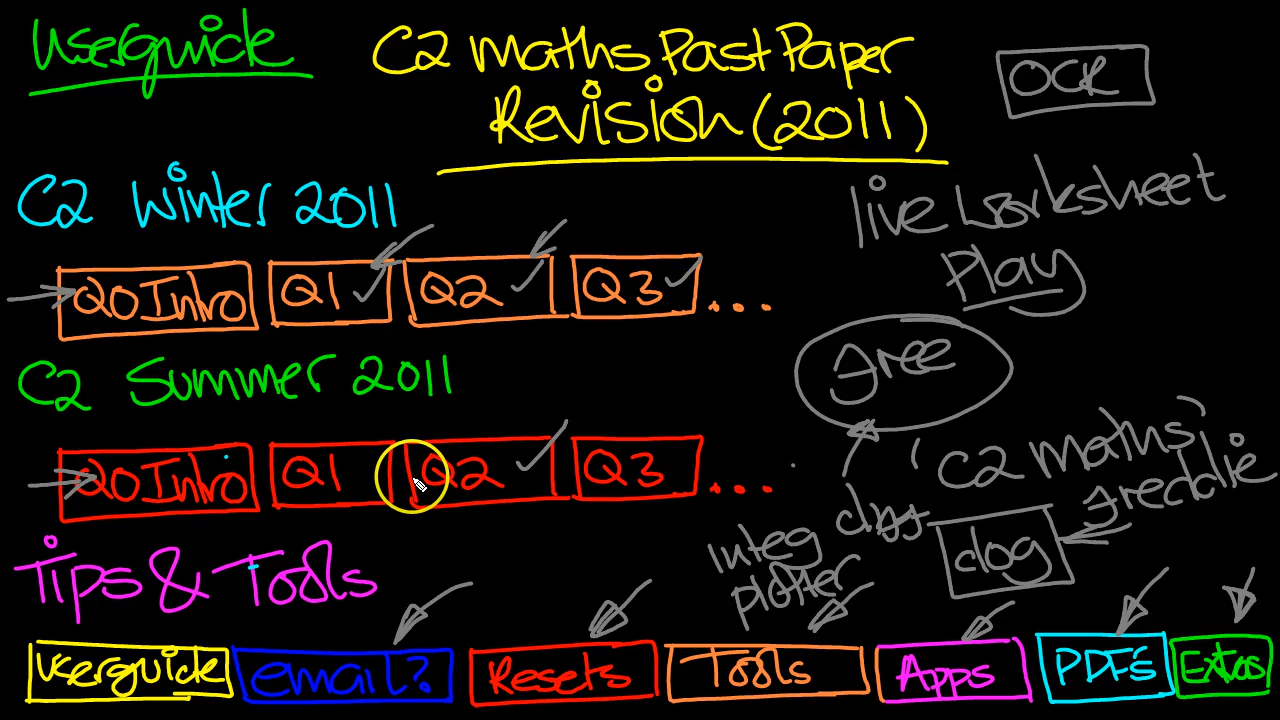 Userguide
C2 maths Past Paper
Revision (2011)
OCR
C2 Winter 2011
live worksheet
Play
Q0 Intro Q1 Q2 Q3 ...
free
C2 Summer 2011
"C2 maths"
freddie
Q0 Intro Q1 Q2 Q3 ...
integ
plotter
dog
Tips & Tools
Userguide email? Resets Tools Apps PDFS Extras